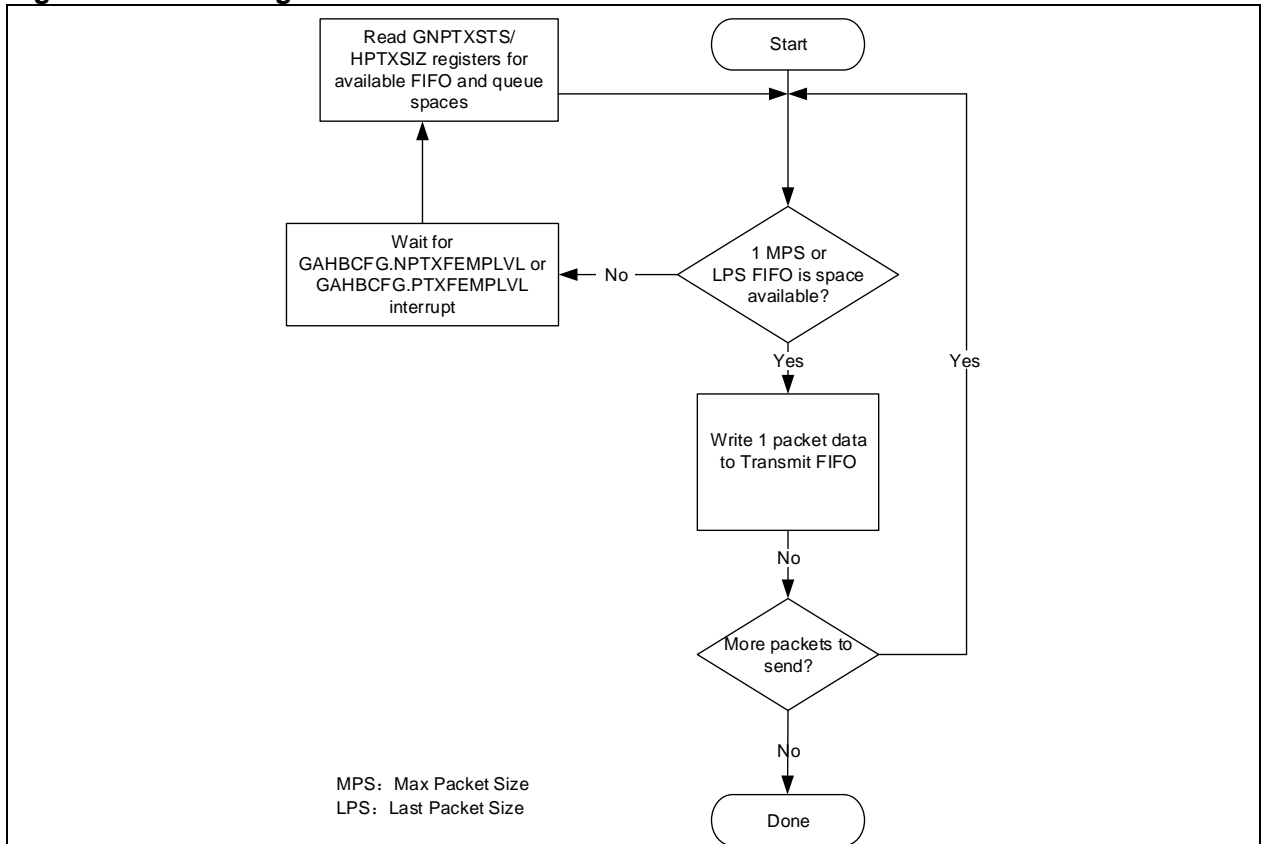 Read GNPTXSTS/
HPTXSIZ registers for
available FIFO and queue
spaces
Start
Wait for
GAHBCFG.NPTXFEMPLVL or
GAHBCFG.PTXFEMPLVL
interrupt
No
1 MPS or
LPS FIFO is space
available?
Yes
Yes
Write 1 packet data
to Transmit FIFO
No
More packets to
send?
No
MPS：Max Packet Size
LPS：Last Packet Size
Done